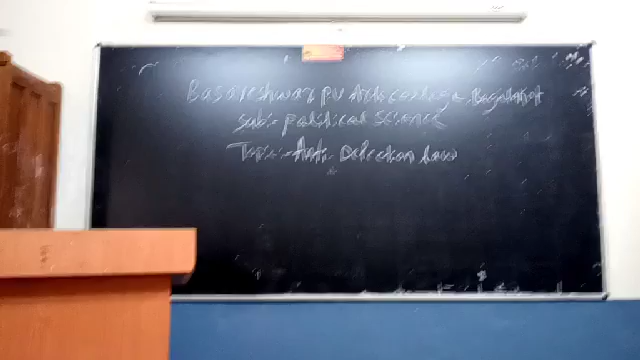 Basaveshwar PU Arts college, Bagalkot
sub:- political science
Topic:- Anti- Defection law